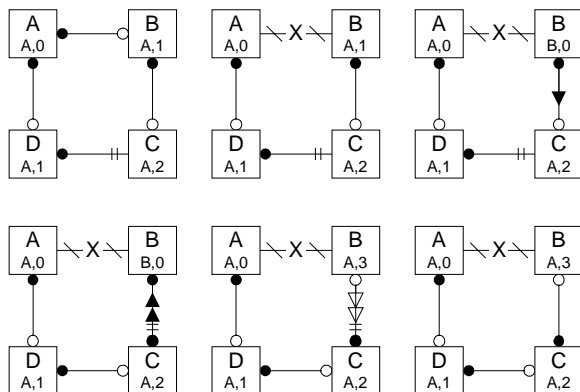 A B A X B A X B
A,0 A,1 A,0 A,1 A,0 B,0
D C D C D C
A,1 A,2 A,1 A,2 A,1 A,2
A X B A X B A X B
A,0 B,0 A,0 A,3 A,0 A,3
D C D C D C
A,1 A,2 A,1 A,2 A,1 A,2